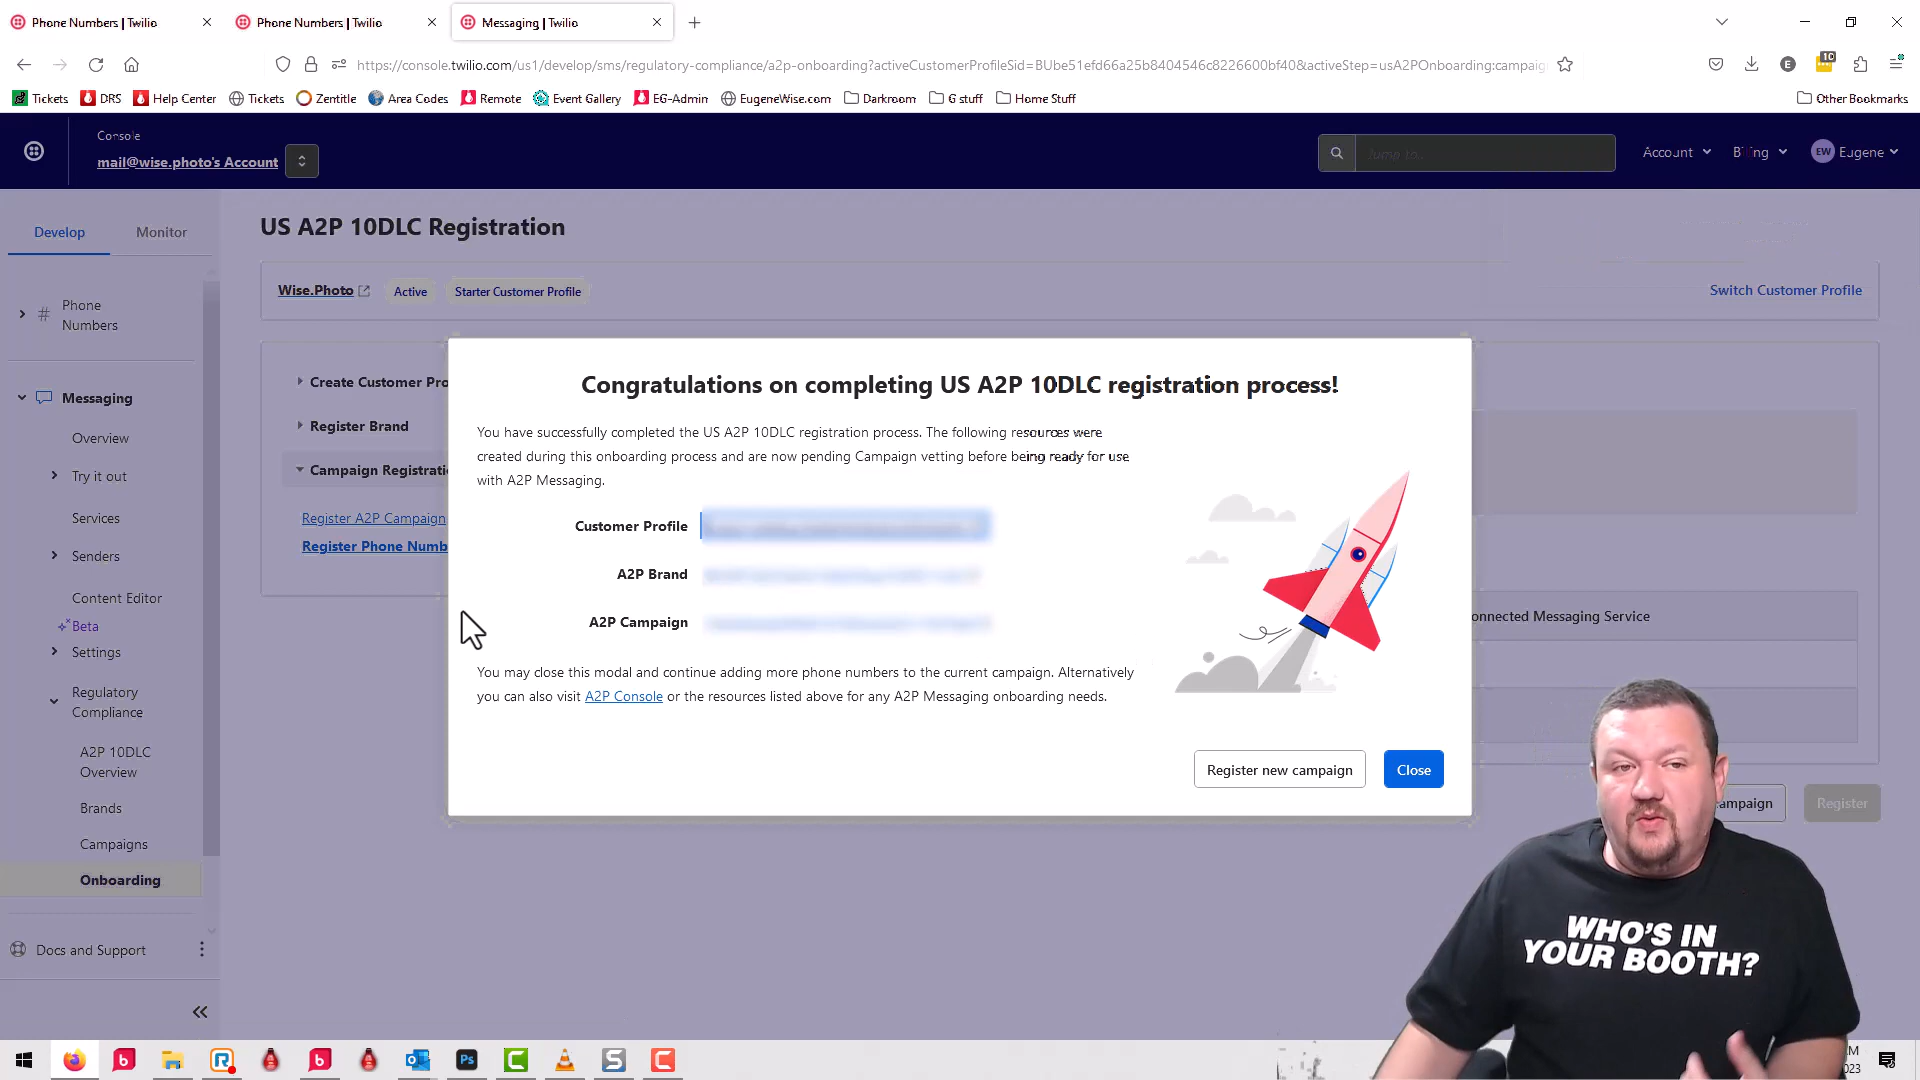 Phone Numbers | Twilio
Phone Numbers | Twilio
Messaging | Twilio
https://console.twilio.com/us1/develop/sms/regulatory-compliance/a2p-onboarding?activeCustomerProfileSid=BUbe51efd66a25b8404546c8226600bf40&activeStep=usA2POnboarding:campaig
10
E
Tickets
DRS
Help Center
Tickets
Zentitle
Area Codes
Remote
Event Gallery
EG-Admin
EugeneWise.com
Darkroom
G stuff
Home Stuff
Other Bookmarks
Console
mail@wise.photo's Account
Jump to...
Account
Billing
EW
Eugene
Develop
Monitor
US A2P 10DLC Registration
Wise.Photo
Active
Starter Customer Profile
Switch Customer Profile
Phone
Numbers
Messaging
Overview
Try it out
Services
Senders
Content Editor
Beta
Settings
Regulatory
Compliance
A2P 10DLC
Overview
Brands
Campaigns
Onboarding
Docs and Support
Create Customer Pro
Register Brand
Campaign Registratio
Register A2P Campaign
Register Phone Numb
Congratulations on completing US A2P 10DLC registration process!
You have successfully completed the US A2P 10DLC registration process. The following resources were
created during this onboarding process and are now pending Campaign vetting before being ready for use
with A2P Messaging.
Customer Profile
A2P Brand
A2P Campaign
You may close this modal and continue adding more phone numbers to the current campaign. Alternatively
you can also visit A2P Console or the resources listed above for any A2P Messaging onboarding needs.
Register new campaign
Close
onnected Messaging Service
ampaign
Register
WHO'S IN
YOUR BOOTH?
Ps
S
C
C
M
023